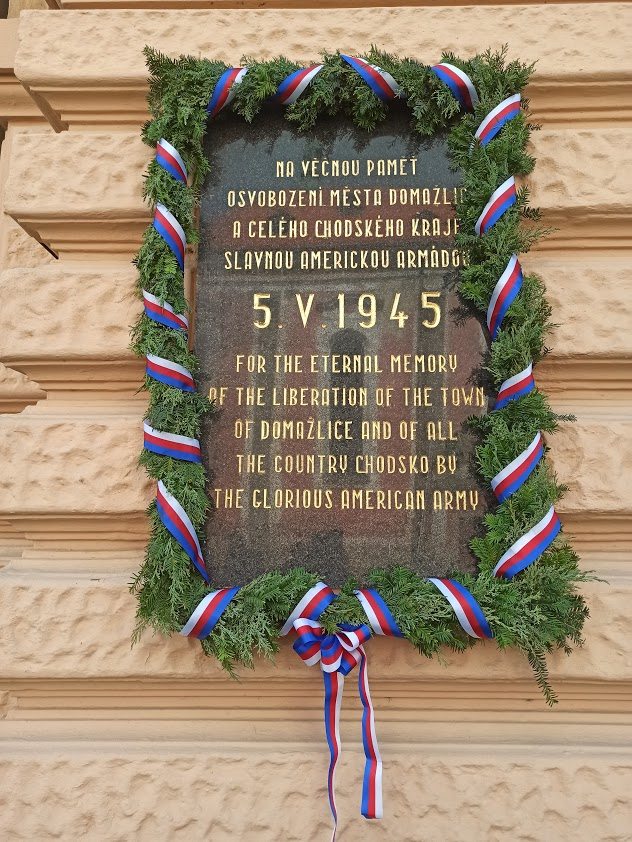 NA VĚČNOU PAMĚŤ
OSVOBOZENÍ MĚSTA DOMAŽLIC
A CELÉHO CHODSKÉHO KRAJE
SLAVNOU AMERICKOU ARMÁDOU
5.V.1945
FOR THE ETERNAL MEMORY
OF THE LIBERATION OF THE TOWN
OF DOMAŽLICE AND OF ALL
THE COUNTRY CHODSKO BY
THE GLORIOUS AMERICAN ARMY